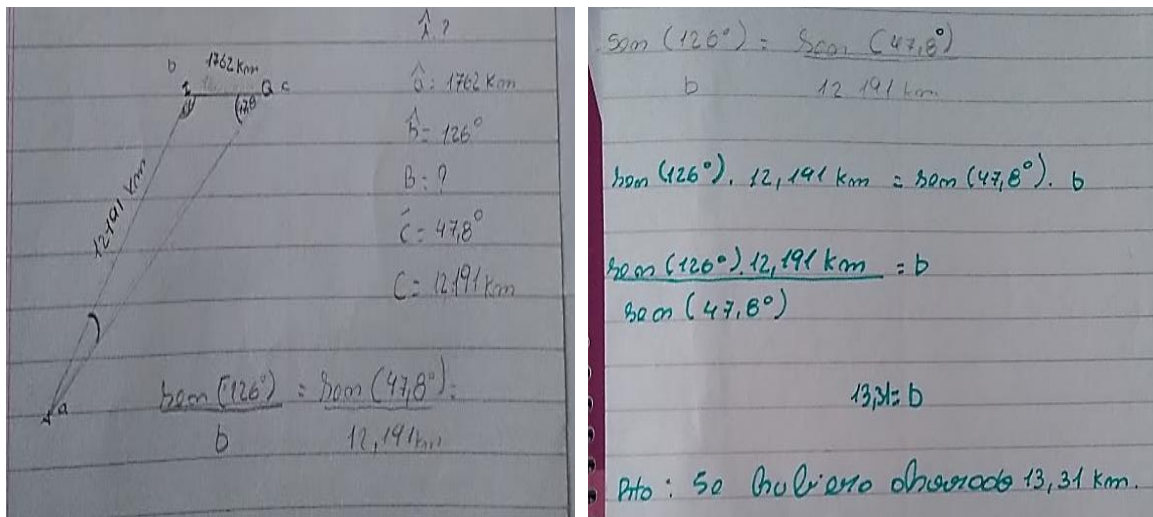 Â ?
b 1762 km
â: 1762 km
B̂ = 126°
B: ?
ĉ = 47,8°
C = 12.191 km
12.191 km
a
sen (126°) = sen (47,8°)=
b 12,191 km
sen (126°) = sen (47,8°)
b 12 191 km
sen (126°). 12,191 km = sen (47,8°). b
sen (126°).12,191 km = b
sen (47,8°)
13,31= b
Rto : Se hubiera ahorrado 13,31 km.